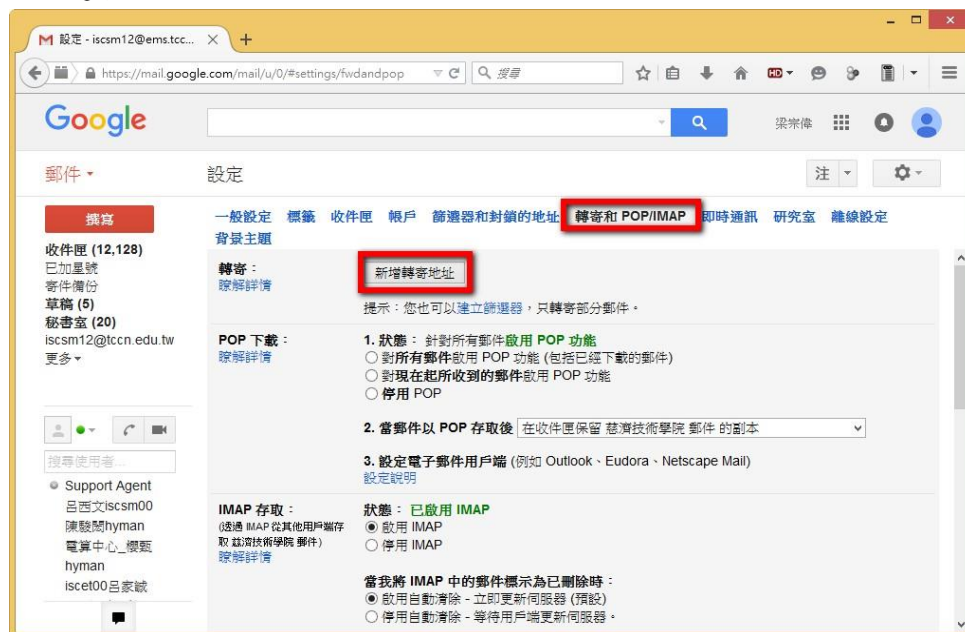 設定 - iscsm12@ems.tcc...
https://mail.google.com/mail/u/0/#settings/fwdandpop
搜尋
Google
梁宗偉
郵件
設定
注
撰寫
收件匣 (12,128)
已加星號
寄件備份
草稿 (5)
秘書室 (20)
iscsm12@tccn.edu.tw
更多
搜尋使用者...
Support Agent
呂西文iscsm00
陳駿閎hyman
電算中心_櫻甄
hyman
iscet00呂家誠
一般設定 標籤 收件匣 帳戶 篩選器和封鎖的地址 轉寄和 POP/IMAP 即時通訊 研究室 離線設定
背景主題
轉寄：
瞭解詳情
新增轉寄地址
提示：您也可以建立篩選器，只轉寄部分郵件。
POP 下載：
瞭解詳情
1. 狀態： 針對所有郵件啟用 POP 功能
對所有郵件啟用 POP 功能 (包括已經下載的郵件)
對現在起所收到的郵件啟用 POP 功能
停用 POP
2. 當郵件以 POP 存取後 在收件匣保留 慈濟技術學院 郵件 的副本
3. 設定電子郵件用戶端 (例如 Outlook、Eudora、Netscape Mail)
設定說明
IMAP 存取：
(透過 IMAP 從其他用戶端存
取 慈濟技術學院 郵件)
瞭解詳情
狀態： 已啟用 IMAP
啟用 IMAP
停用 IMAP
當我將 IMAP 中的郵件標示為已刪除時：
啟用自動清除 - 立即更新伺服器 (預設)
停用自動清除 - 等待用戶端更新伺服器。